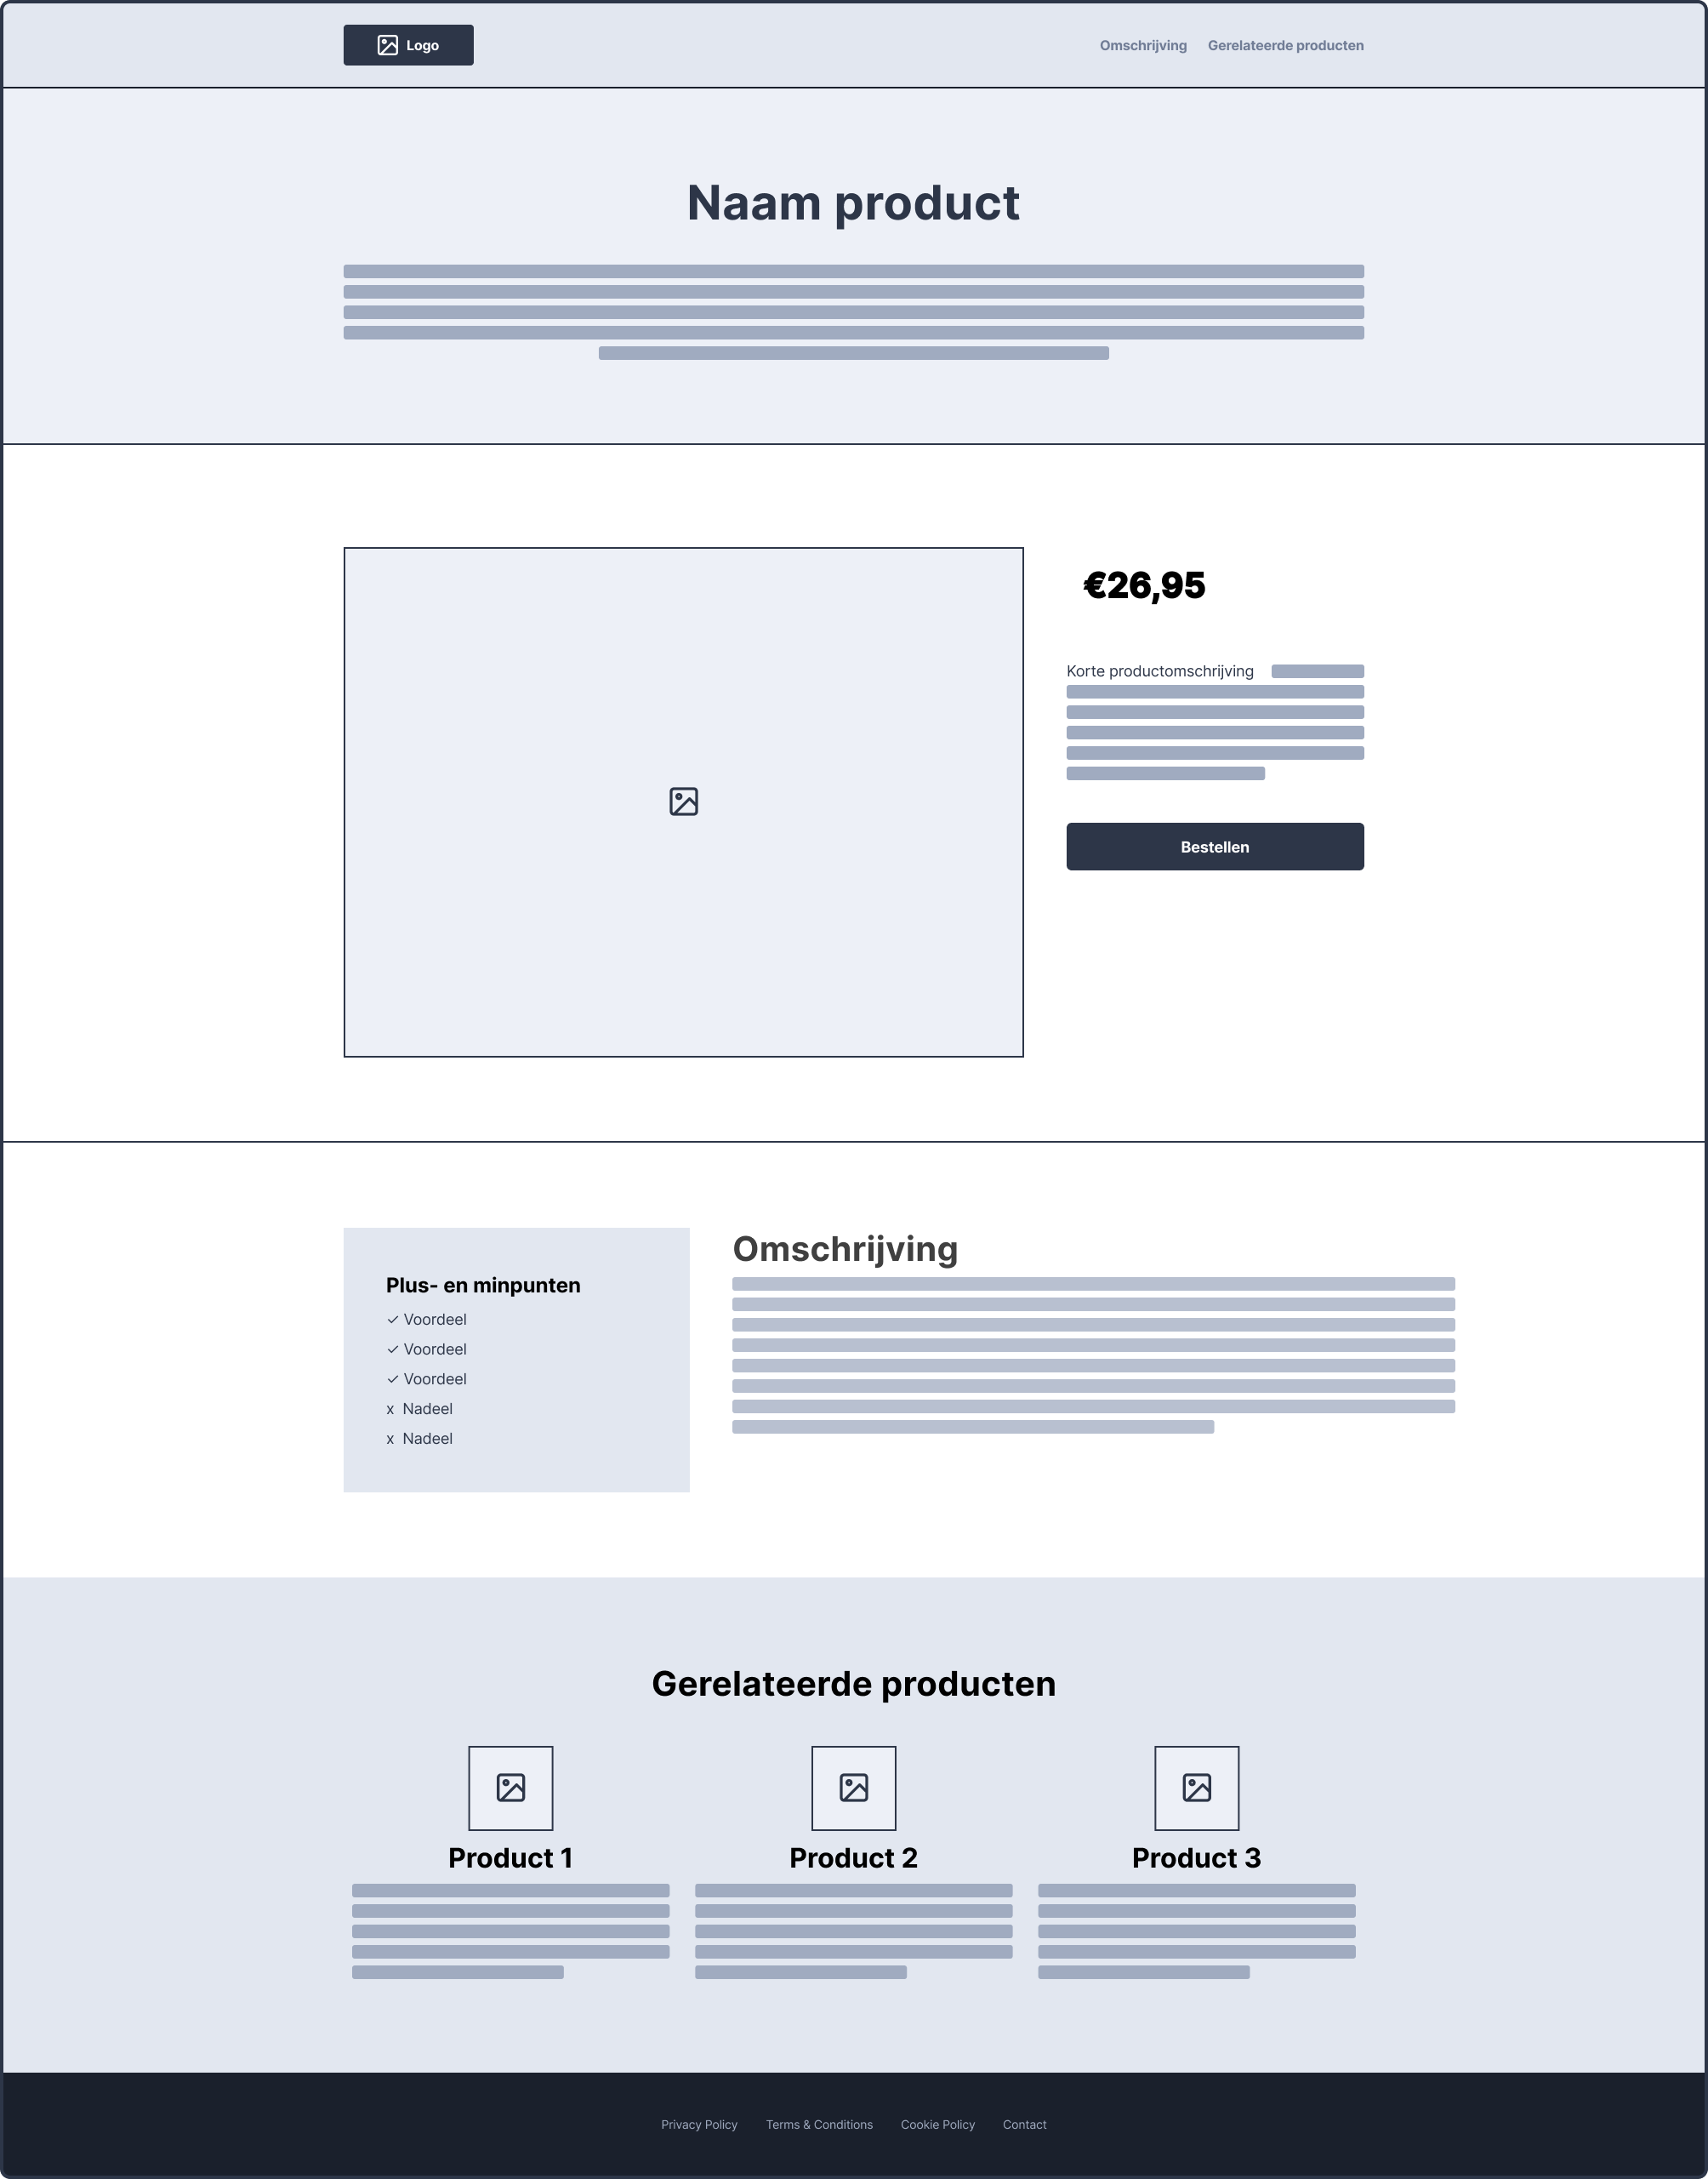 Logo
Omschrijving Gerelateerde producten
Naam product
€26,95
Korte productomschrijving
Bestellen
Plus- en minpunten
✓ Voordeel
✓ Voordeel
✓ Voordeel
x Nadeel
x Nadeel
Omschrijving
Gerelateerde producten
Product 1
Product 2
Product 3
Privacy Policy Terms & Conditions Cookie Policy Contact